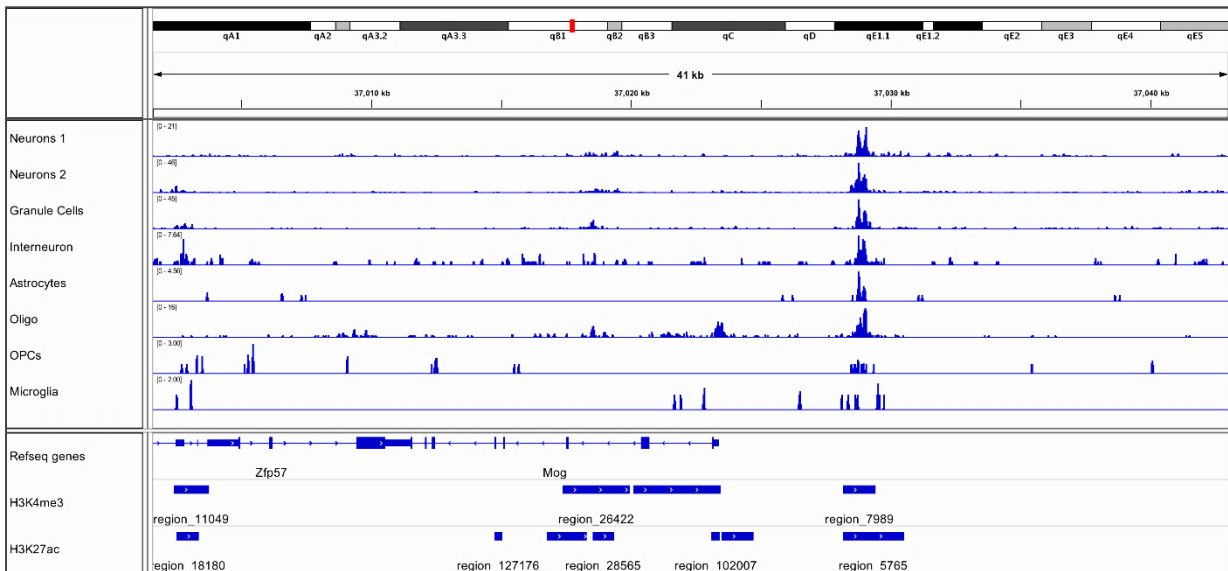 qA1 qA2 qA3.2 qA3.3 qB1 qB2 qB3 qC qD qE1.1 qE1.2 qE2 qE3 qE4 qE5
41 kb
37,010 kb 37,020 kb 37,030 kb 37,040 kb
[0 - 21]
Neurons 1
[0 - 46]
Neurons 2
[0 - 45]
Granule Cells
[0 - 7.64]
Interneuron
[0 - 4.56]
Astrocytes
[0 - 16]
Oligo
[0 - 3.00]
OPCs
[0 - 2.00]
Microglia
Refseq genes
Zfp57 Mog
H3K4me3
region_11049 region_26422 region_7989
H3K27ac
region_18180 region_127176 region_28565 region_102007 region_5765